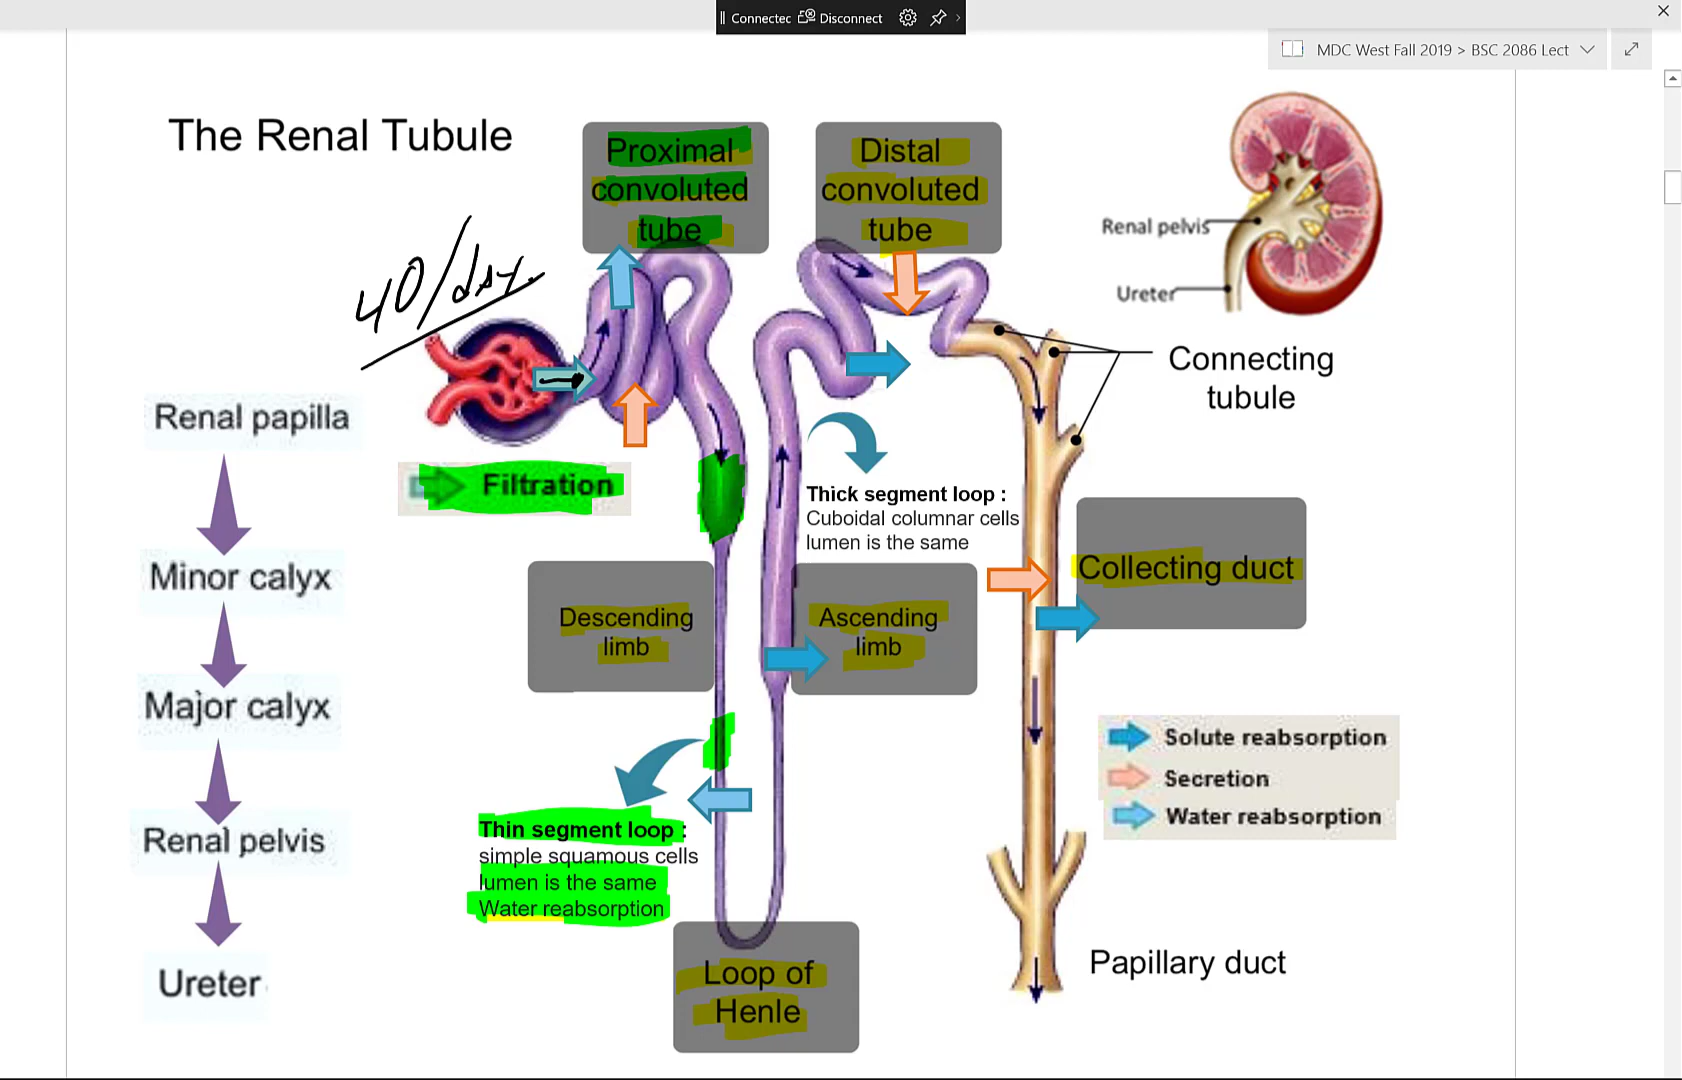 Connectec
Disconnect
MDC West Fall 2019 > BSC 2086 Lect
The Renal Tubule
Proximal
convoluted
tube
Distal
convoluted
tube
Renal pelvis
Ureter
40/day.
Connecting
tubule
Renal papilla
Filtration
Thick segment loop :
Cuboidal columnar cells
lumen is the same
Collecting duct
Minor calyx
Descending
limb
Ascending
limb
Major calyx
Solute reabsorption
Secretion
Water reabsorption
Renal pelvis
Thin segment loop :
simple squamous cells
lumen is the same
Water reabsorption
Ureter
Loop of
Henle
Papillary duct